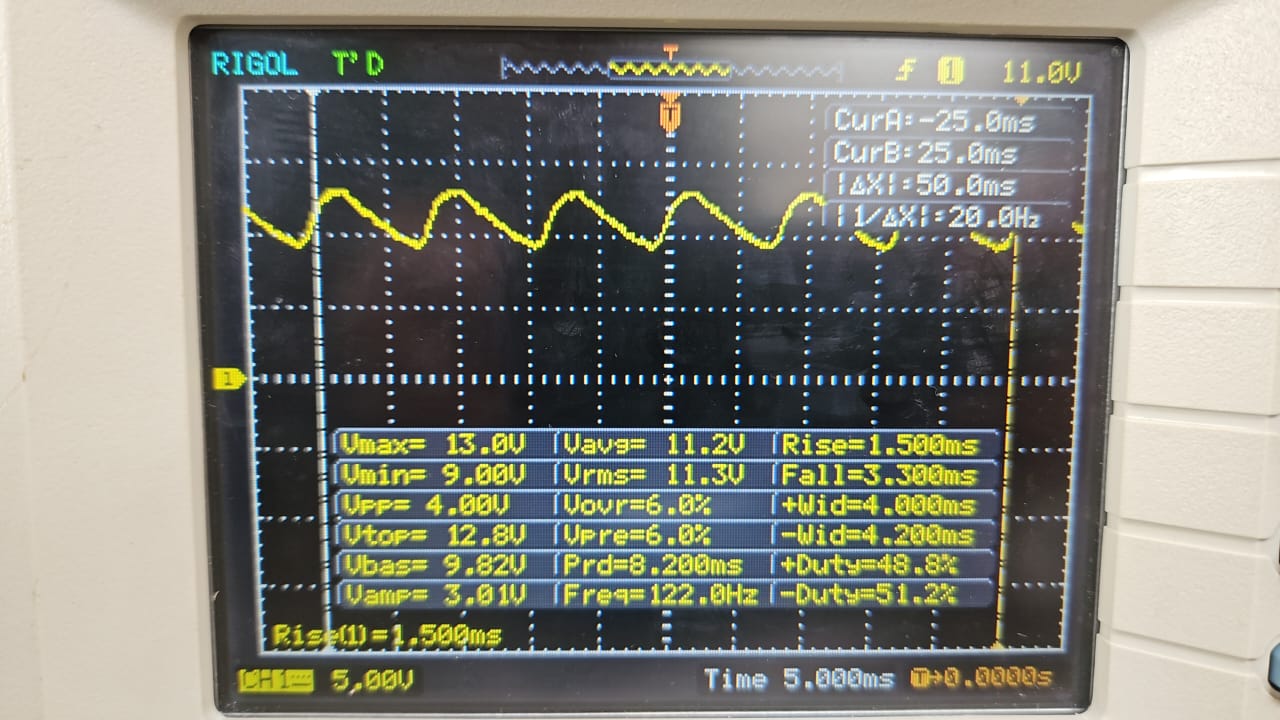 RIGOL T'D 1 11.0V
CurA:-25.0ms
CurB:25.0ms
|ΔX|:50.0ms
|1/ΔX|:20.0Hz
1
Vmax= 13.0V Vavg= 11.2V Rise=1.500ms
Vmin= 9.00V Vrms= 11.3V Fall=3.300ms
Vpp= 4.00V Vovr=6.0% +Wid=4.000ms
Vtop= 12.8V Vpre=6.0% -Wid=4.200ms
Vbas= 9.82V Prd=8.200ms +Duty=48.8%
Vamp= 3.01V Freq=122.0Hz -Duty=51.2%
Rise(1)=1.500ms
CH1 5,00V Time 5.000ms T→0.0000s